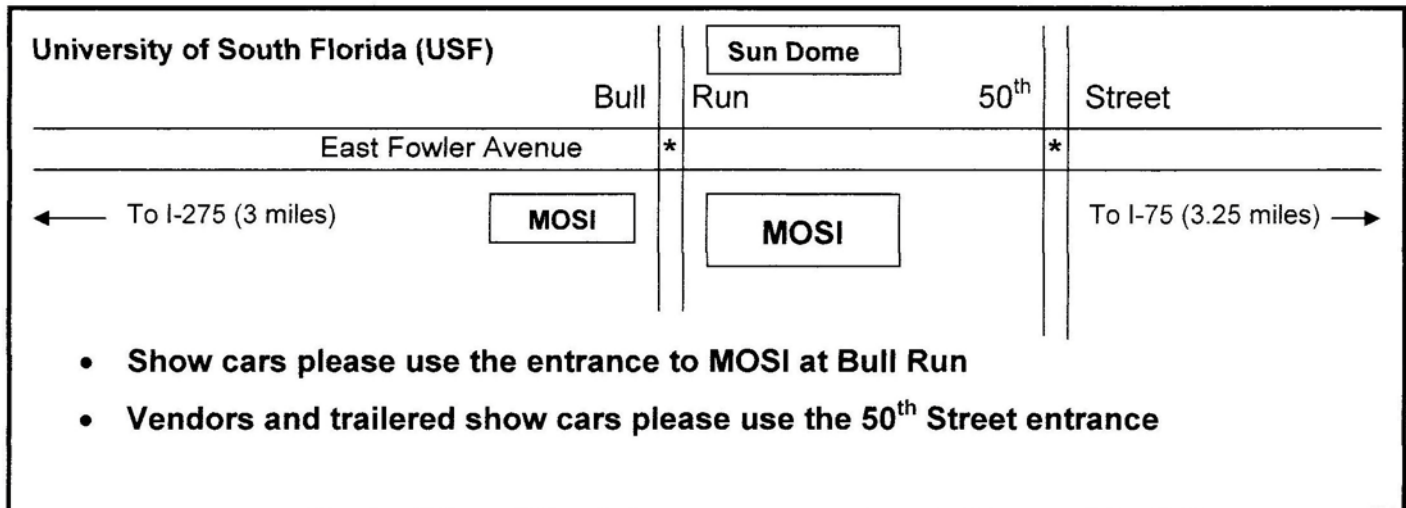 University of South Florida (USF)
Sun Dome
Bull Run 50th Street
East Fowler Avenue * *
← To I-275 (3 miles) MOSI MOSI To I-75 (3.25 miles) →
• Show cars please use the entrance to MOSI at Bull Run
• Vendors and trailered show cars please use the 50th Street entrance